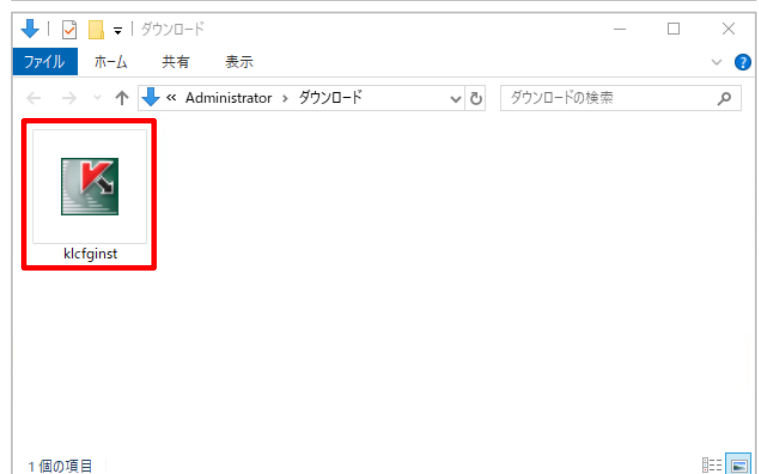 ダウンロード
ファイル ホーム 共有 表示
« Administrator › ダウンロード ダウンロードの検索
klcfginst
1 個の項目